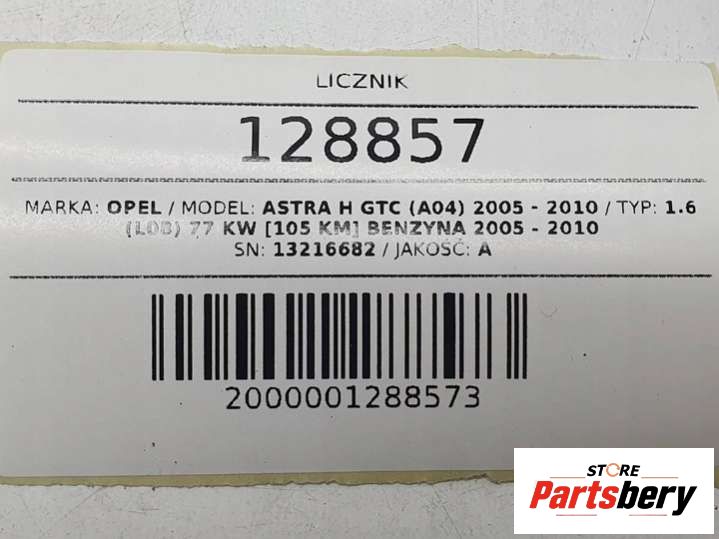 LICZNIK
128857
MARKA: OPEL / MODEL: ASTRA H GTC (A04) 2005 - 2010 / TYP: 1.6
(L08) 77 KW [105 KM] BENZYNA 2005 - 2010
SN: 13216682 / JAKOŚĆ: A
2000001288573
STORE
Partsbery